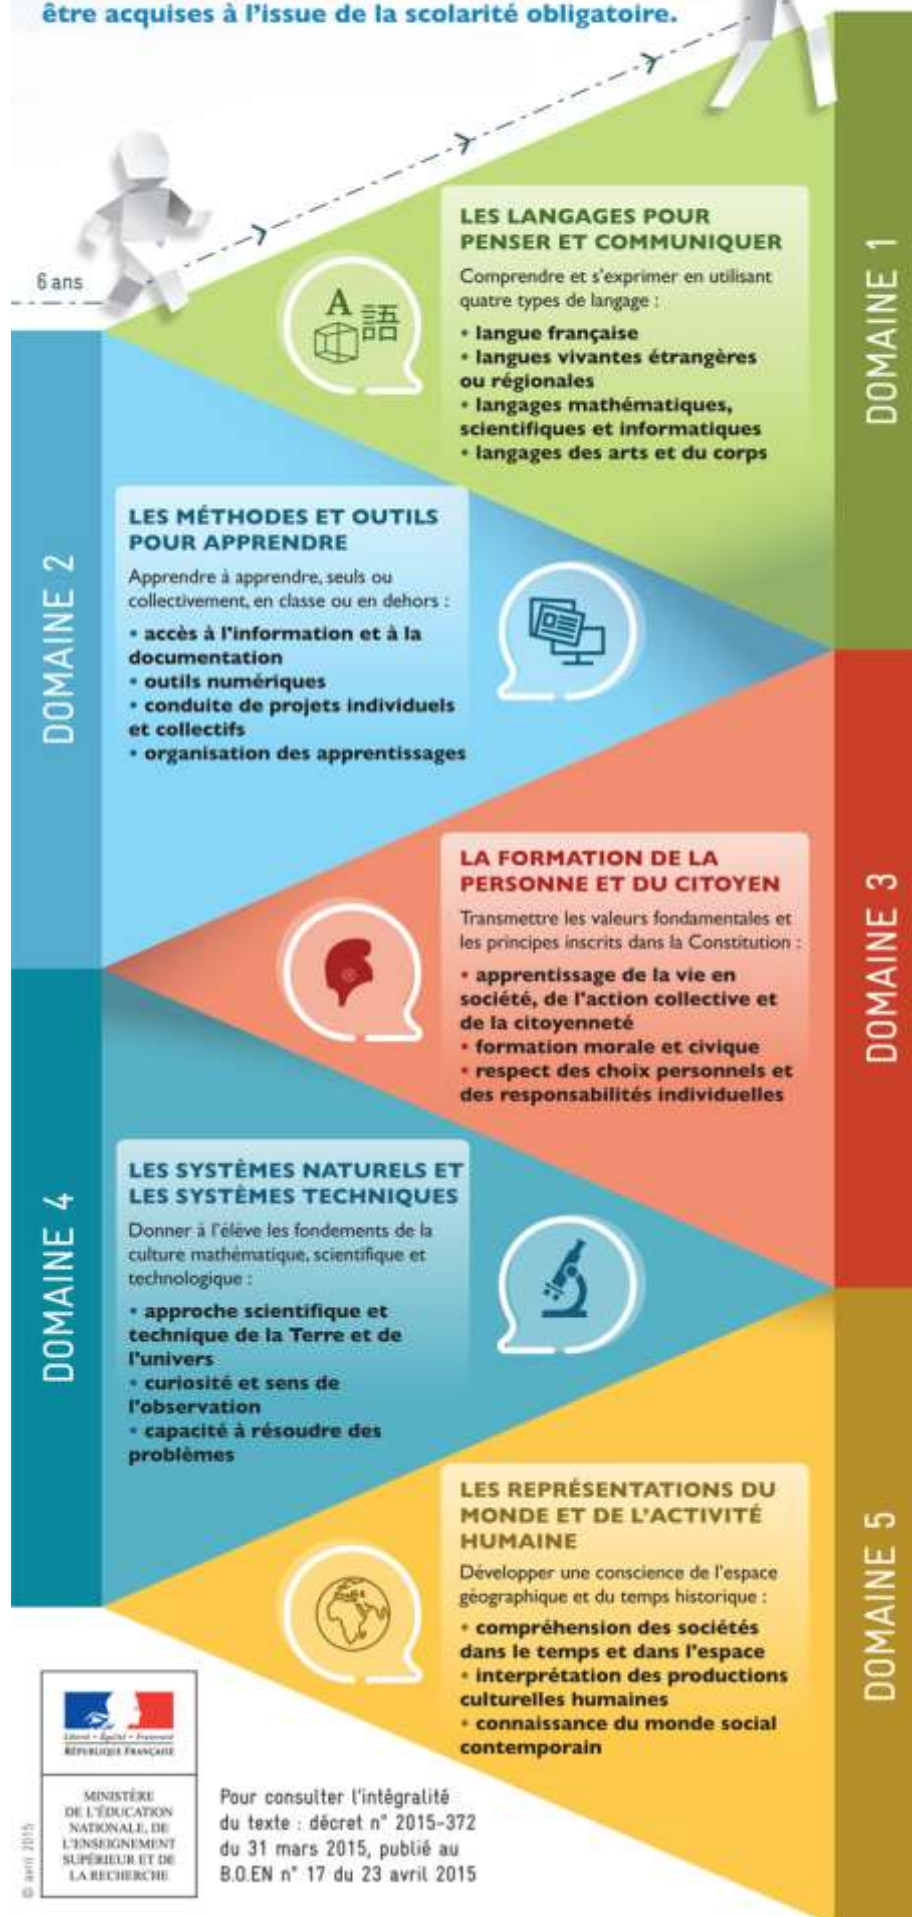 être acquises à l'issue de la scolarité obligatoire.
6 ans
DOMAINE 1
LES LANGAGES POUR
PENSER ET COMMUNIQUER
Comprendre et s'exprimer en utilisant
quatre types de langage :
• langue française
• langues vivantes étrangères
ou régionales
• langages mathématiques,
scientifiques et informatiques
• langages des arts et du corps
A 語
DOMAINE 2
LES MÉTHODES ET OUTILS
POUR APPRENDRE
Apprendre à apprendre, seuls ou
collectivement, en classe ou en dehors :
• accès à l'information et à la
documentation
• outils numériques
• conduite de projets individuels
et collectifs
• organisation des apprentissages
DOMAINE 3
LA FORMATION DE LA
PERSONNE ET DU CITOYEN
Transmettre les valeurs fondamentales et
les principes inscrits dans la Constitution :
• apprentissage de la vie en
société, de l'action collective et
de la citoyenneté
• formation morale et civique
• respect des choix personnels et
des responsabilités individuelles
DOMAINE 4
LES SYSTÈMES NATURELS ET
LES SYSTÈMES TECHNIQUES
Donner à l'élève les fondements de la
culture mathématique, scientifique et
technologique :
• approche scientifique et
technique de la Terre et de
l'univers
• curiosité et sens de
l'observation
• capacité à résoudre des
problèmes
DOMAINE 5
LES REPRÉSENTATIONS DU
MONDE ET DE L'ACTIVITÉ
HUMAINE
Développer une conscience de l'espace
géographique et du temps historique :
• compréhension des sociétés
dans le temps et dans l'espace
• interprétation des productions
culturelles humaines
• connaissance du monde social
contemporain
Liberté • Égalité • Fraternité
RÉPUBLIQUE FRANÇAISE
MINISTÈRE
DE L'ÉDUCATION
NATIONALE, DE
L'ENSEIGNEMENT
SUPÉRIEUR ET DE
LA RECHERCHE
© avril 2015
Pour consulter l'intégralité
du texte : décret n° 2015-372
du 31 mars 2015, publié au
B.O.EN n° 17 du 23 avril 2015